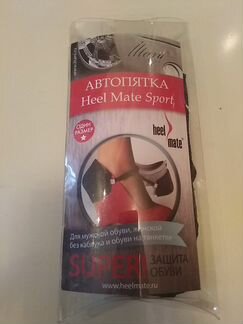 АВТОПЯТКА
Heel Mate Sport
ОДИН
РАЗМЕР
heel
mate
Для мужской обуви, женской
без каблука и обуви на танкетке
SUPER!
ЗАЩИТА
ОБУВИ
www.heelmate.ru